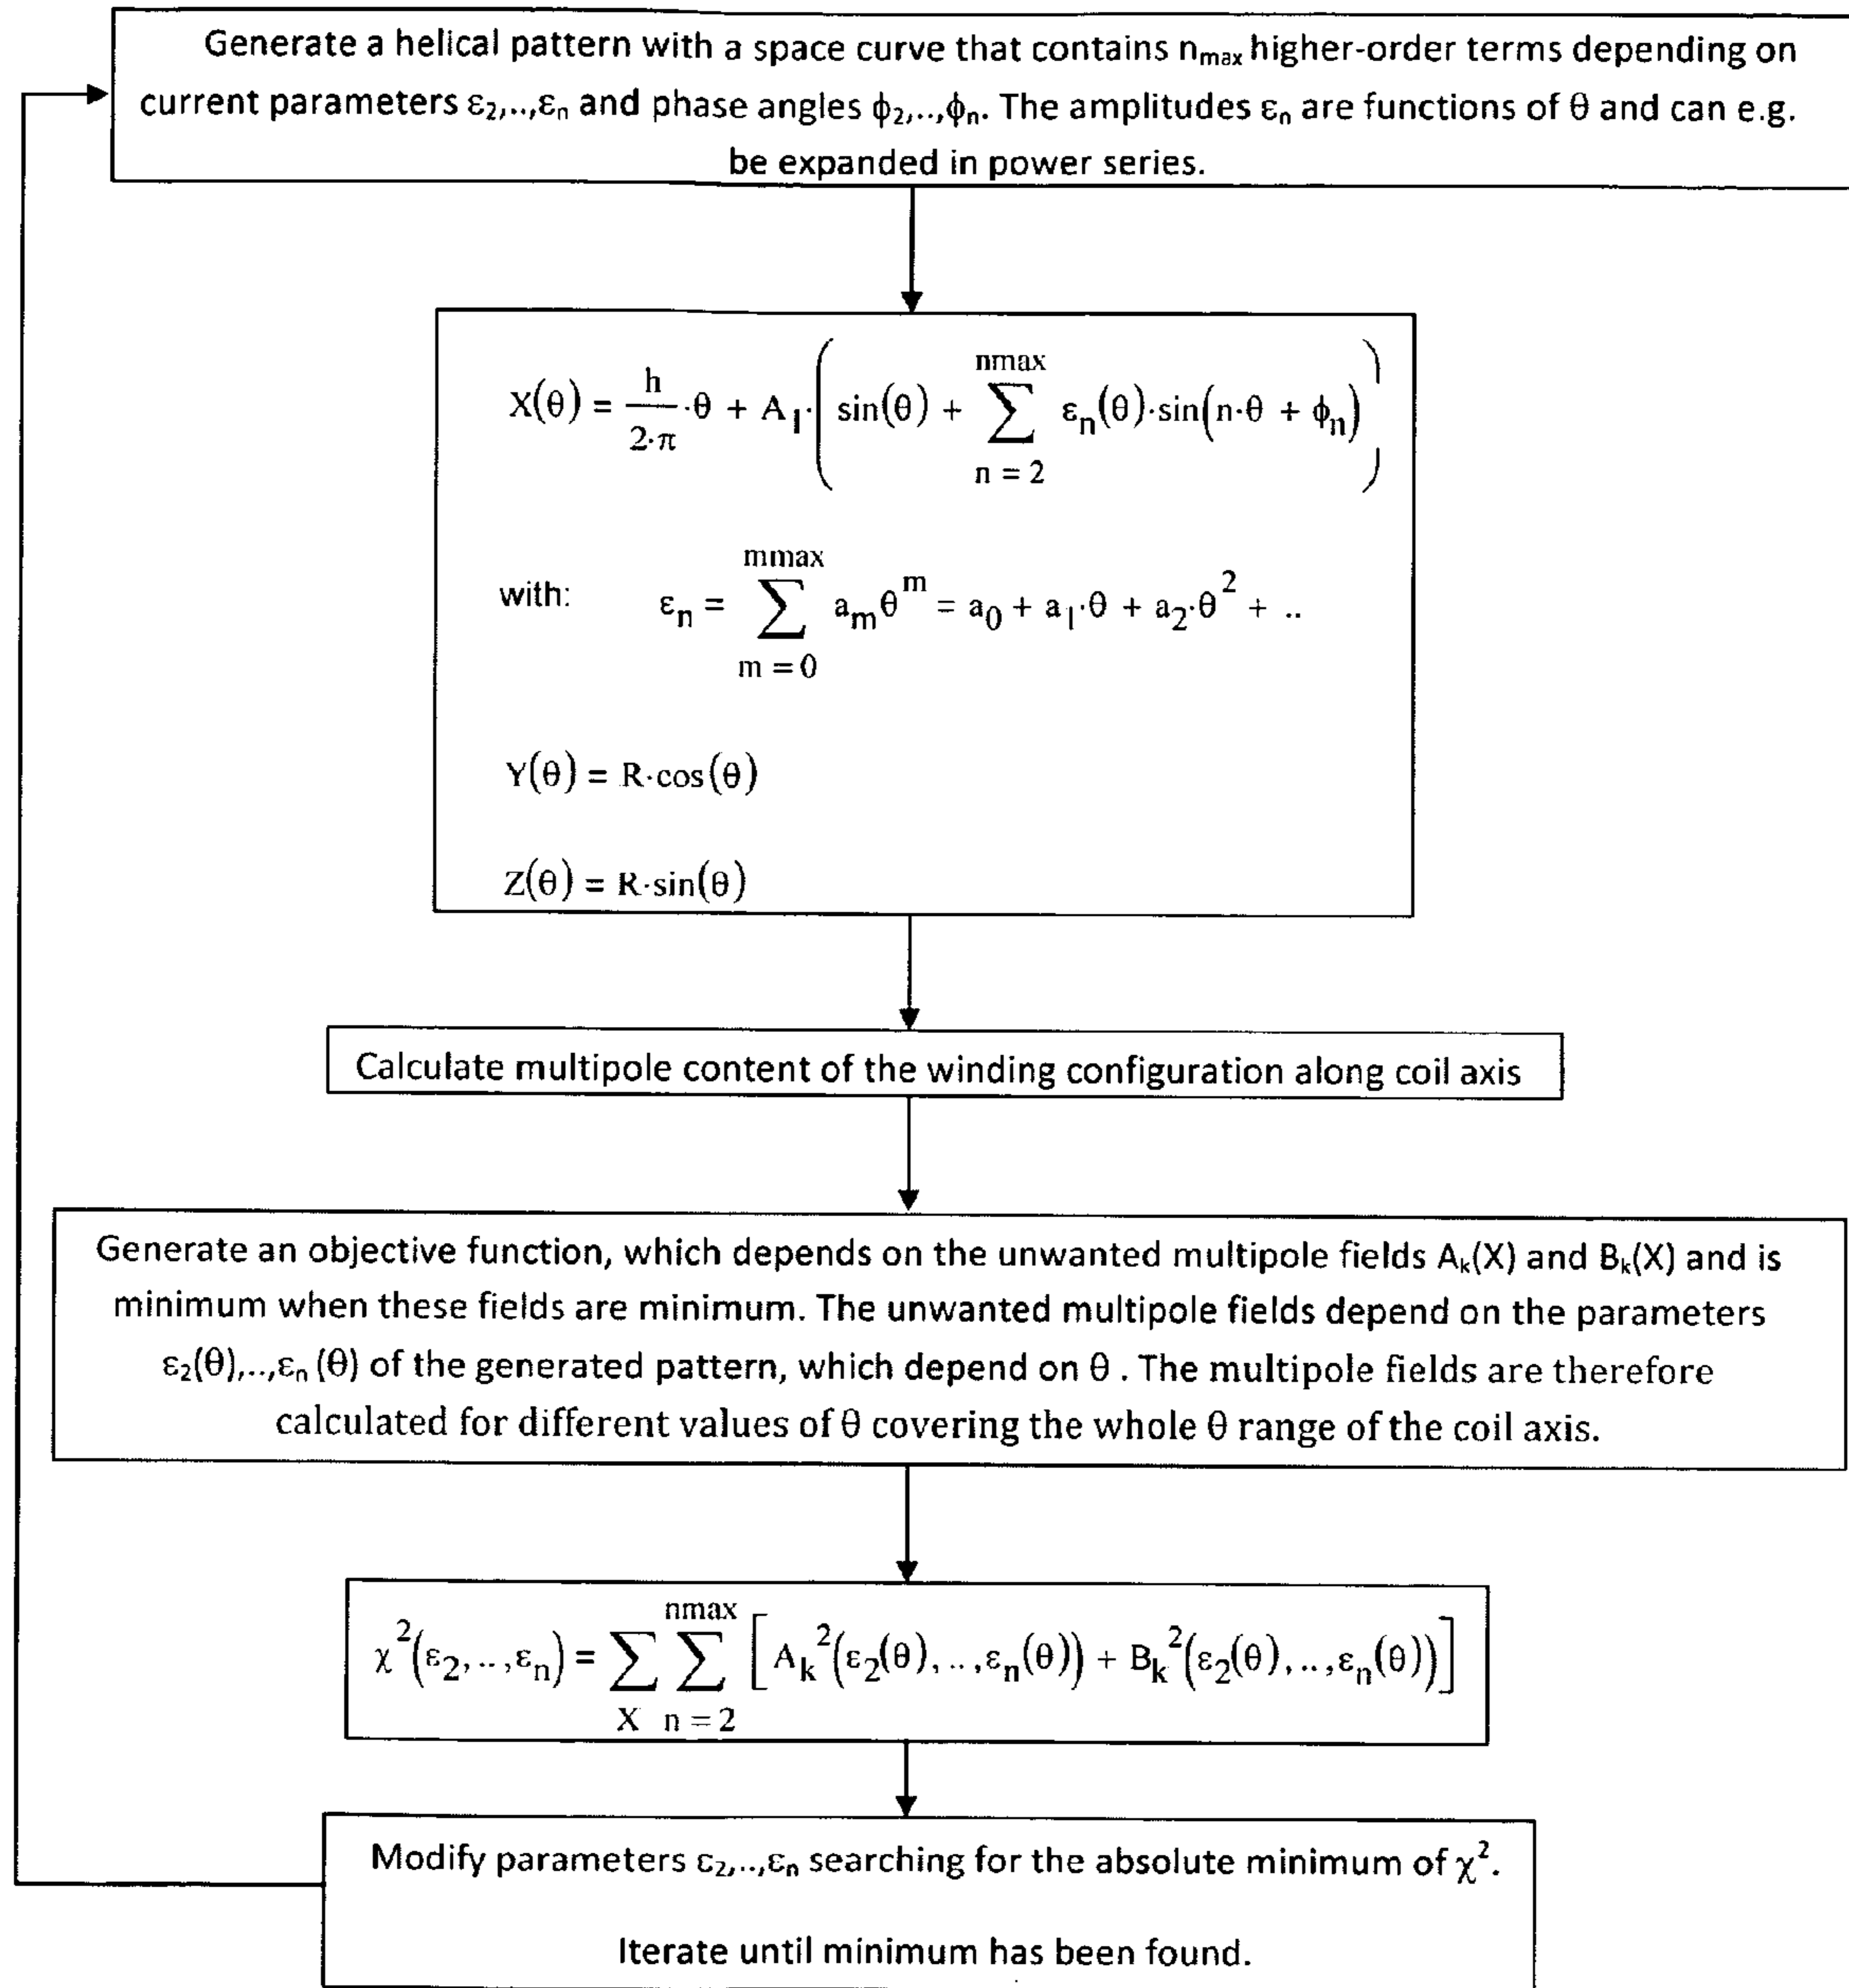 Generate a helical pattern with a space curve that contains nmax higher-order terms depending on
current parameters ε2,..,εn and phase angles ϕ2,..,ϕn. The amplitudes εn are functions of θ and can e.g.
be expanded in power series.
X(θ) = h/(2·π) ·θ + A1·( sin(θ) + ∑_{n = 2}^{nmax} εn(θ)·sin(n·θ + ϕn) )
with: εn = ∑_{m = 0}^{mmax} a_m θ^m = a0 + a1·θ + a2·θ^2 + ..
Y(θ) = R·cos(θ)
Z(θ) = R·sin(θ)
Calculate multipole content of the winding configuration along coil axis
Generate an objective function, which depends on the unwanted multipole fields Ak(X) and Bk(X) and is
minimum when these fields are minimum. The unwanted multipole fields depend on the parameters
ε2(θ),..,εn (θ) of the generated pattern, which depend on θ . The multipole fields are therefore
calculated for different values of θ covering the whole θ range of the coil axis.
χ^2(ε2,..,εn) = ∑_{X} ∑_{n = 2}^{nmax} [Ak^2(ε2(θ),..,εn(θ)) + Bk^2(ε2(θ),..,εn(θ))]
Modify parameters ε2,..,εn searching for the absolute minimum of χ².
Iterate until minimum has been found.